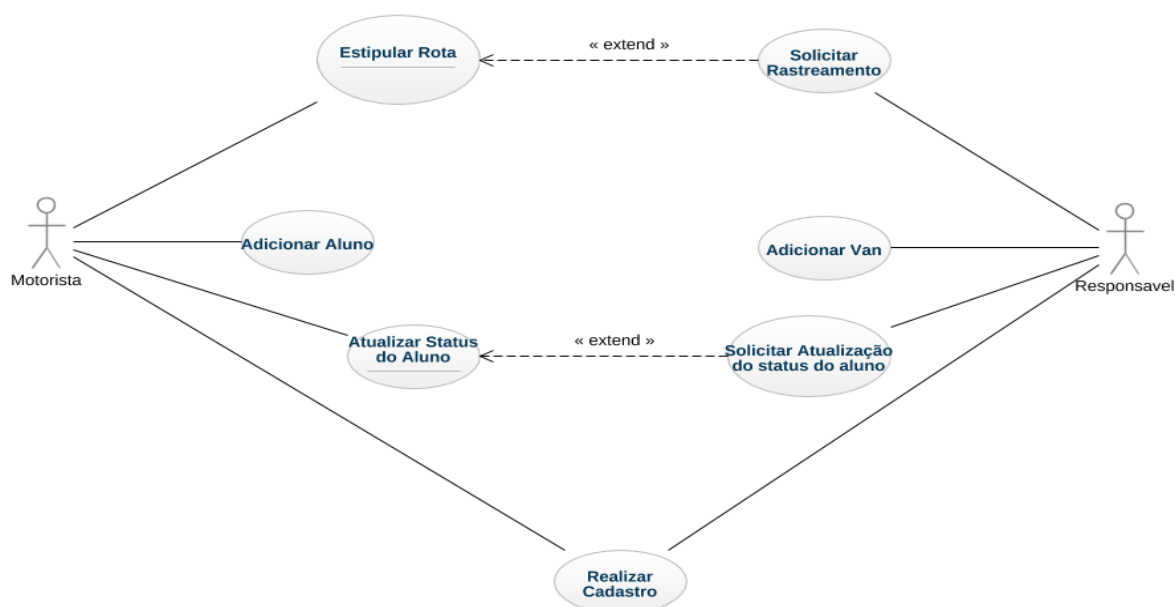 « extend »
Estipular Rota
Solicitar
Rastreamento
Adicionar Aluno
Adicionar Van
Motorista
Responsavel
« extend »
Atualizar Status
do Aluno
Solicitar Atualização
do status do aluno
Realizar
Cadastro